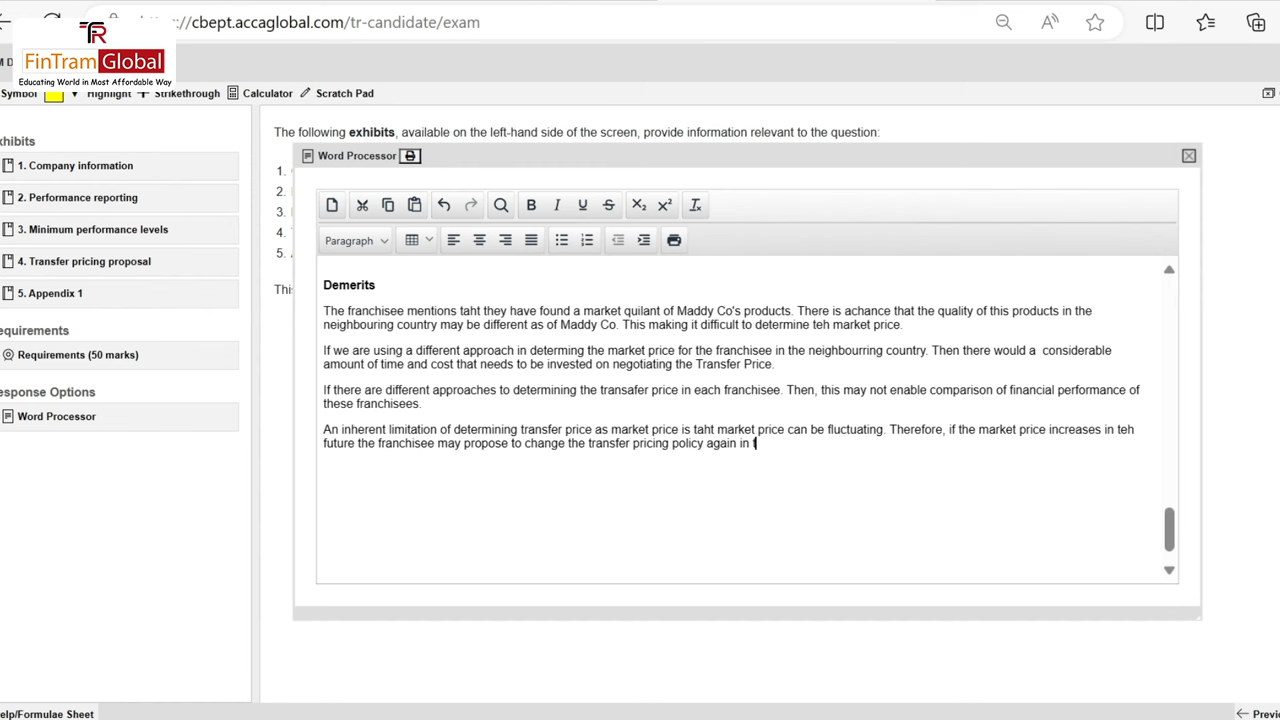 ://cbept.accaglobal.com/tr-candidate/exam
FinTram Global
Educating World in Most Affordable Way
Symbol Highlight Strikethrough Calculator Scratch Pad
xhibits
1. Company information
2. Performance reporting
3. Minimum performance levels
4. Transfer pricing proposal
5. Appendix 1
equirements
Requirements (50 marks)
esponse Options
Word Processor
The following exhibits, available on the left-hand side of the screen, provide information relevant to the question:
1.
2.
3.
4.
5.
This
Word Processor
Paragraph
Demerits
The franchisee mentions taht they have found a market quilant of Maddy Co's products. There is achance that the quality of this products in the
neighbouring country may be different as of Maddy Co. This making it difficult to determine teh market price.
If we are using a different approach in determing the market price for the franchisee in the neighbourring country. Then there would a considerable
amount of time and cost that needs to be invested on negotiating the Transfer Price.
If there are different approaches to determining the transafer price in each franchisee. Then, this may not enable comparison of financial performance of
these franchisees.
An inherent limitation of determining transfer price as market price is taht market price can be fluctuating. Therefore, if the market price increases in teh
future the franchisee may propose to change the transfer pricing policy again in t
elp/Formulae Sheet
Previo